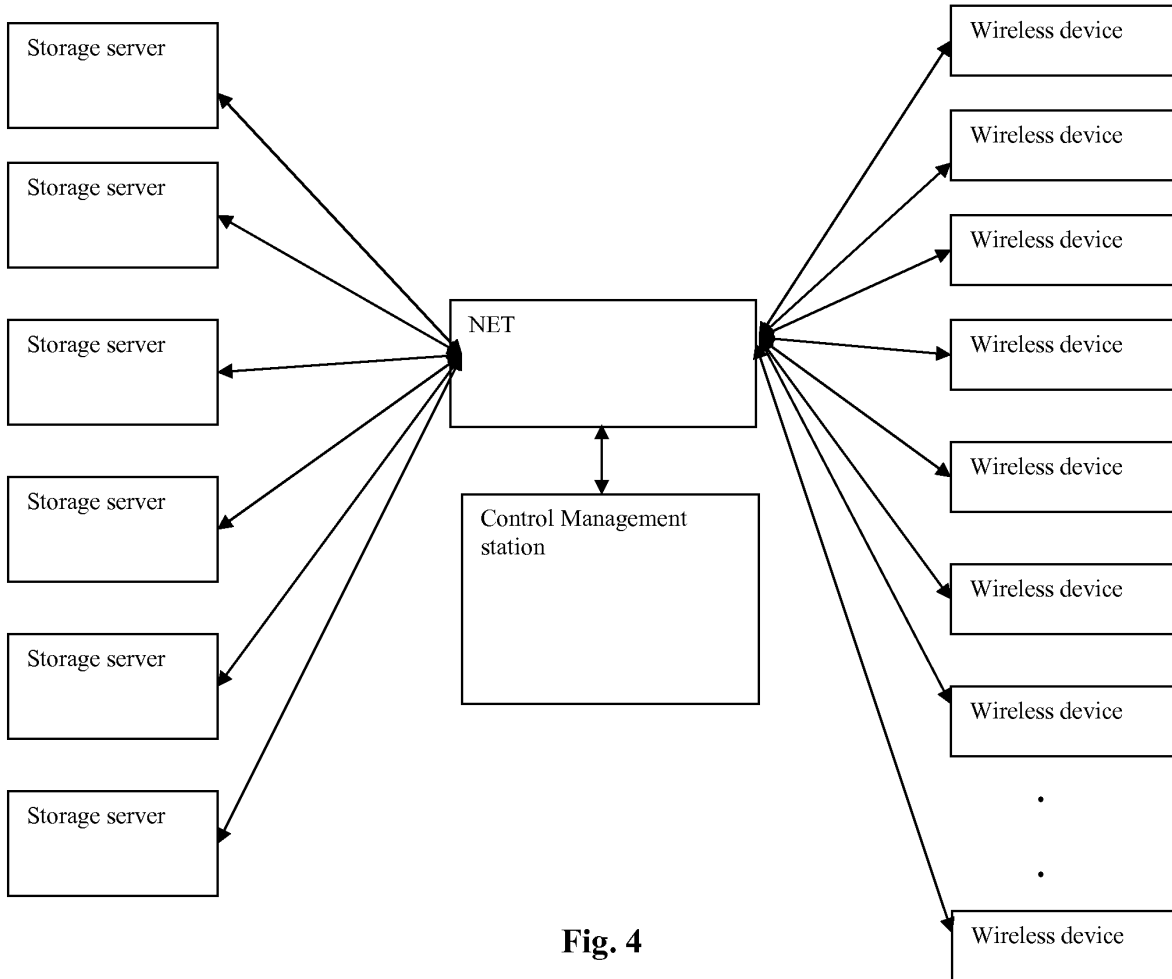 Storage server
Storage server
Storage server
Storage server
Storage server
Storage server
NET
Control Management
station
Wireless device
Wireless device
Wireless device
Wireless device
Wireless device
Wireless device
Wireless device
.
.
Wireless device
Fig. 4